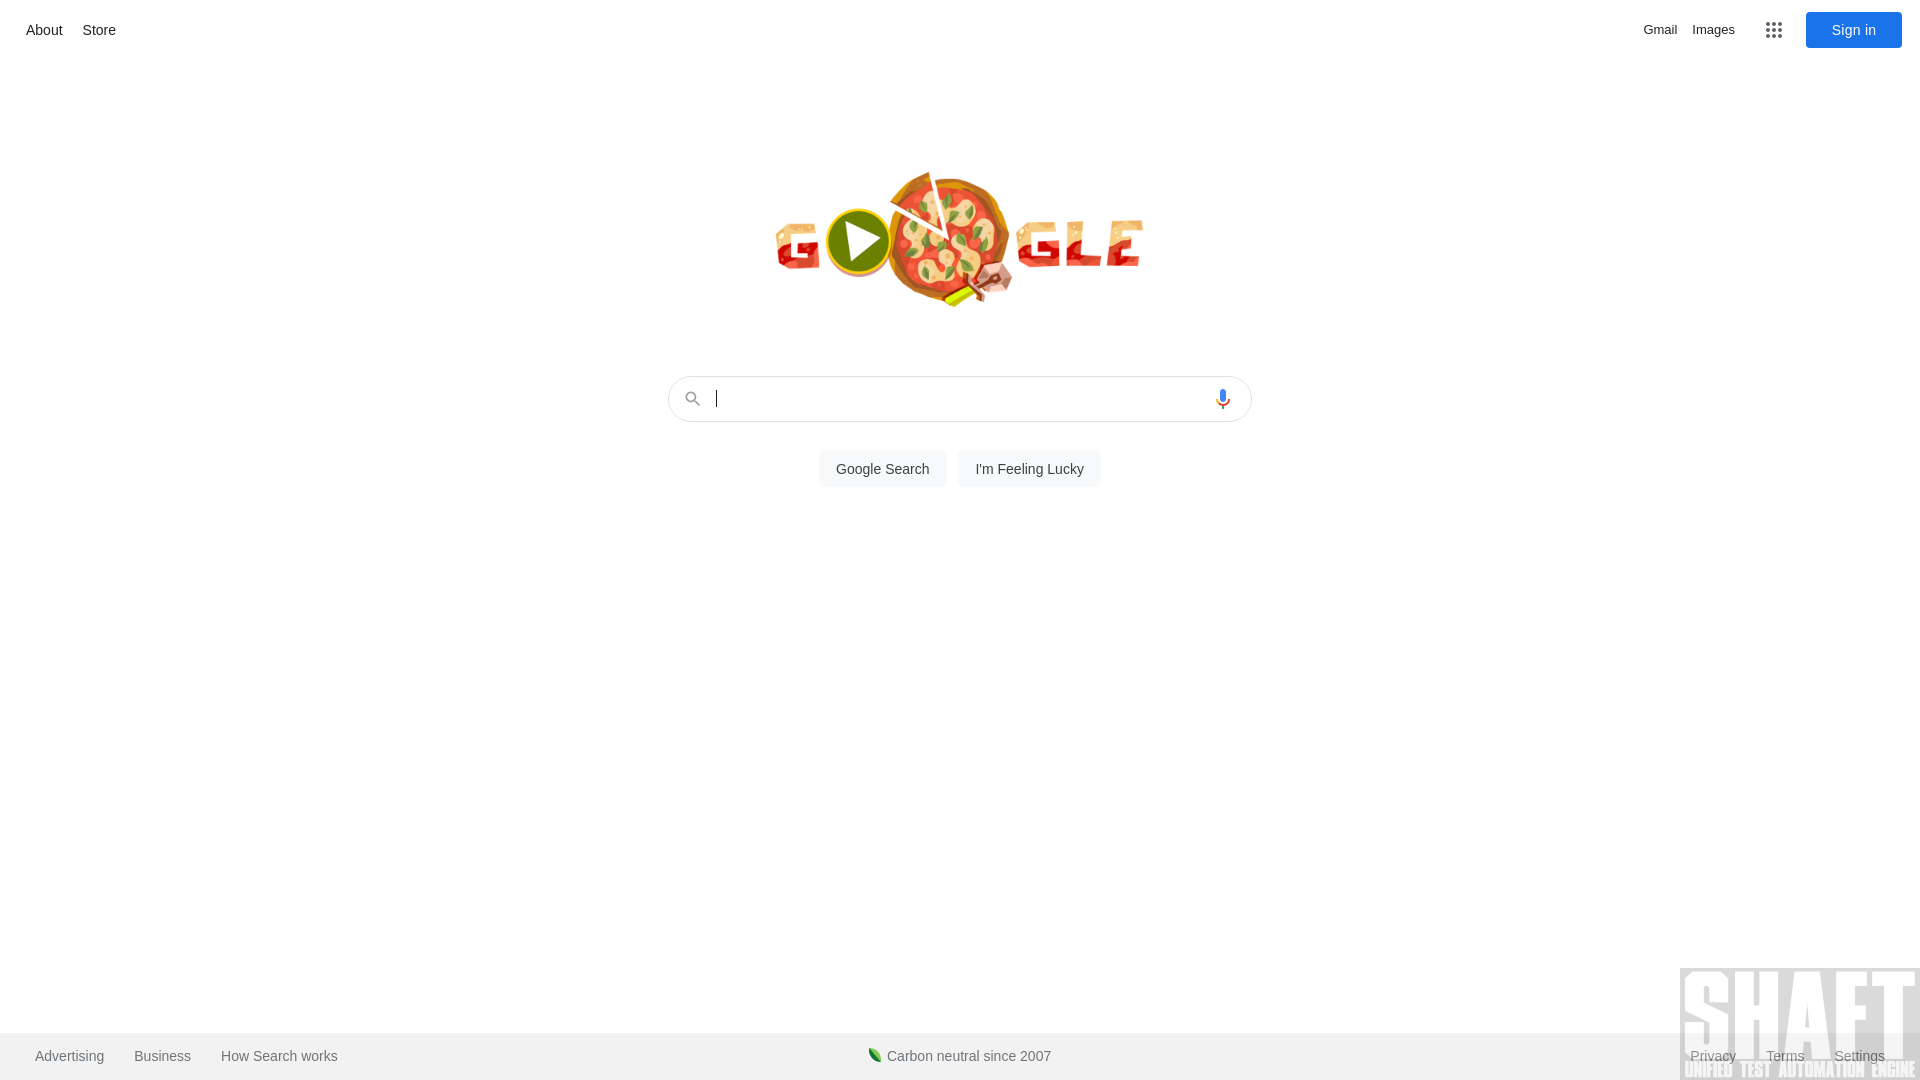 About Store
Gmail Images Sign in
GOOGLE
Google Search I'm Feeling Lucky
Carbon neutral since 2007
Advertising Business How Search works
Privacy Terms Settings
SHAFT
UNIFIED TEST AUTOMATION ENGINE